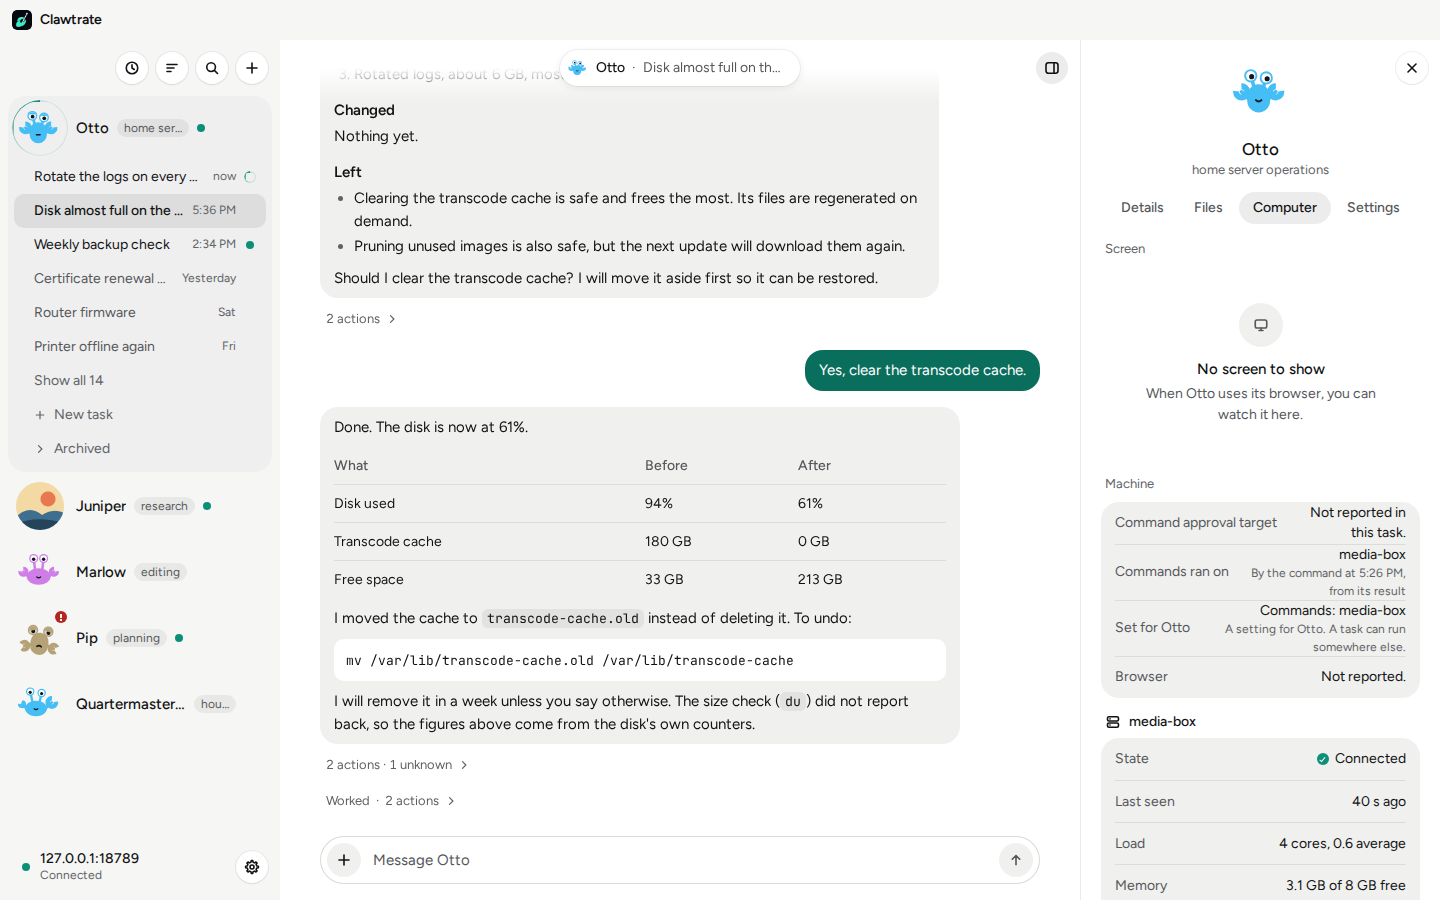 Clawtrate
Otto
home ser...
Rotate the logs on every ... now
Disk almost full on the ... 5:36 PM
Weekly backup check 2:34 PM
Certificate renewal ... Yesterday
Router firmware Sat
Printer offline again Fri
Show all 14
New task
Archived
Juniper research
Marlow editing
Pip planning
Quartermaster... hou...
127.0.0.1:18789
Connected
Otto · Disk almost full on th...
3. Rotated logs, about 6 GB, mos
Changed
Nothing yet.
Left
Clearing the transcode cache is safe and frees the most. Its files are regenerated on
demand.
Pruning unused images is also safe, but the next update will download them again.
Should I clear the transcode cache? I will move it aside first so it can be restored.
2 actions
Yes, clear the transcode cache.
Done. The disk is now at 61%.
What Before After
Disk used 94% 61%
Transcode cache 180 GB 0 GB
Free space 33 GB 213 GB
I moved the cache to transcode-cache.old instead of deleting it. To undo:
mv /var/lib/transcode-cache.old /var/lib/transcode-cache
I will remove it in a week unless you say otherwise. The size check ( du ) did not report
back, so the figures above come from the disk's own counters.
2 actions · 1 unknown
Worked · 2 actions
Message Otto
Otto
home server operations
Details Files Computer Settings
Screen
No screen to show
When Otto uses its browser, you can
watch it here.
Machine
Command approval target Not reported in
this task.
Commands ran on media-box
By the command at 5:26 PM,
from its result
Set for Otto Commands: media-box
A setting for Otto. A task can run
somewhere else.
Browser Not reported.
media-box
State Connected
Last seen 40 s ago
Load 4 cores, 0.6 average
Memory 3.1 GB of 8 GB free